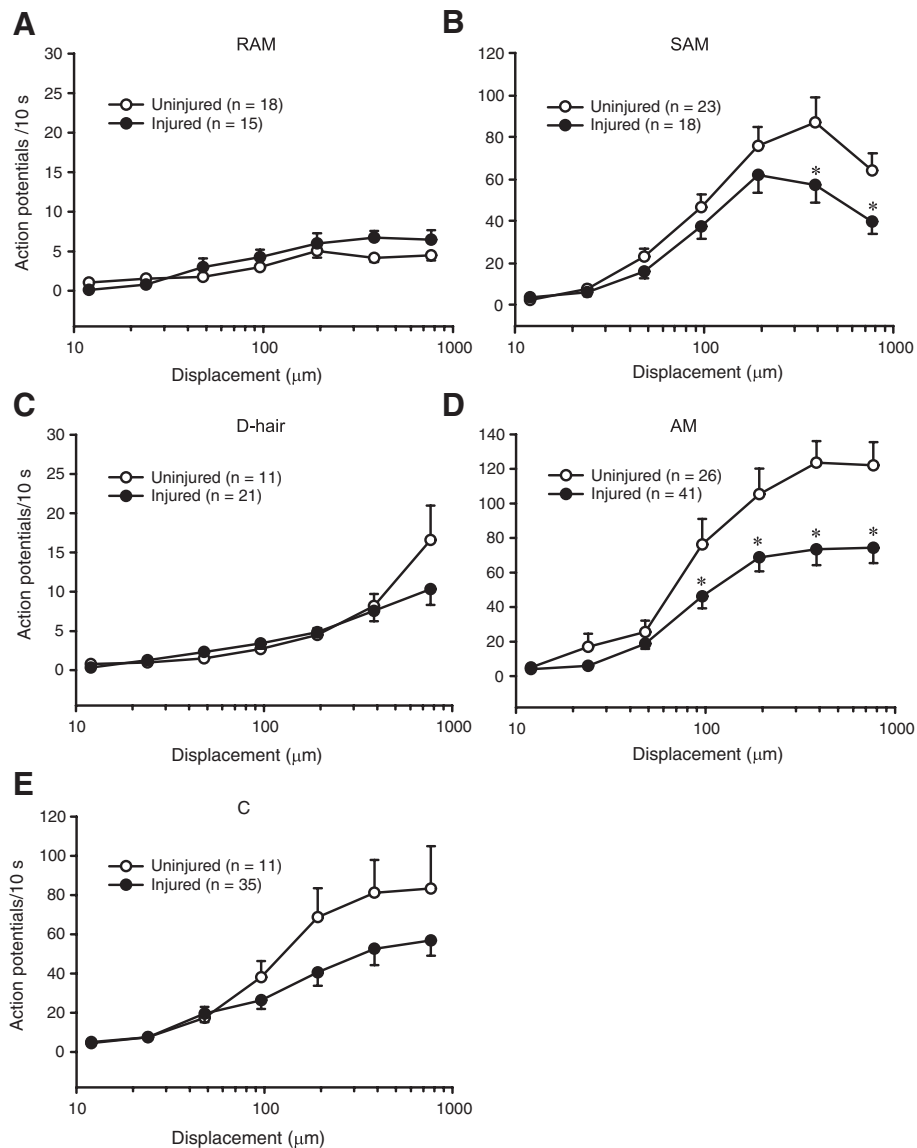 A
RAM
30
25
20
15
10
5
0
Action potentials /10 s
Uninjured (n = 18)
Injured (n = 15)
10
100
1000
Displacement (μm)
B
SAM
120
100
80
60
40
20
0
Uninjured (n = 23)
Injured (n = 18)
*
*
10
100
1000
Displacement (μm)
C
D-hair
30
25
20
15
10
5
0
Action potentials/10 s
Uninjured (n = 11)
Injured (n = 21)
10
100
1000
Displacement (μm)
D
AM
140
120
100
80
60
40
20
0
Uninjured (n = 26)
Injured (n = 41)
*
*
*
*
10
100
1000
Displacement (μm)
E
C
120
100
80
60
40
20
0
Action potentials/10 s
Uninjured (n = 11)
Injured (n = 35)
10
100
1000
Displacement (μm)